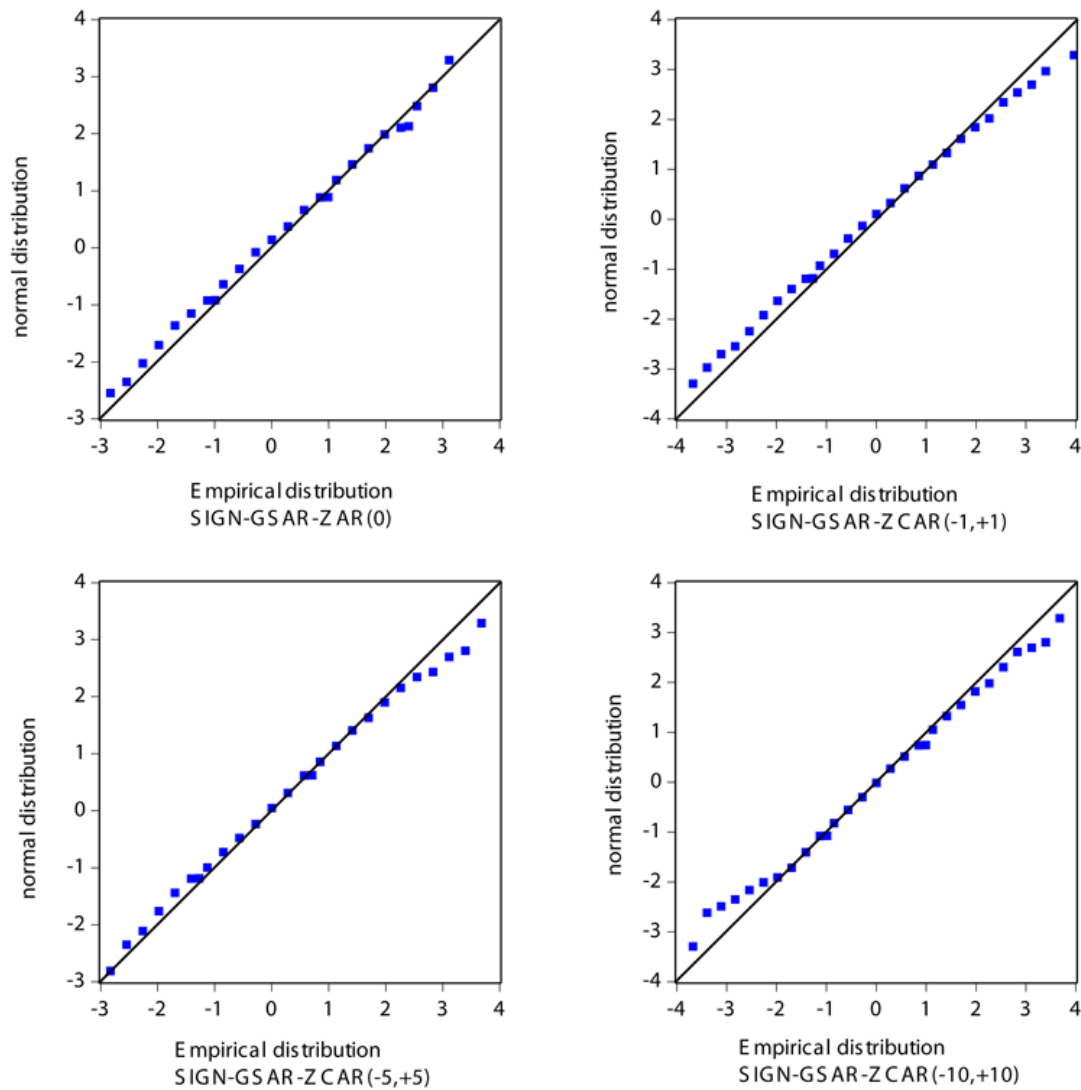 4
3
2
1
0
-1
-2
-3
-3 -2 -1 0 1 2 3 4
normal distribution
Empirical distribution
SIGN-GSAR-Z AR(0)
4
3
2
1
0
-1
-2
-3
-4
-4 -3 -2 -1 0 1 2 3 4
normal distribution
Empirical distribution
SIGN-GSAR-Z CAR(-1,+1)
4
3
2
1
0
-1
-2
-3
-3 -2 -1 0 1 2 3 4
normal distribution
Empirical distribution
SIGN-GSAR-Z CAR(-5,+5)
4
3
2
1
0
-1
-2
-3
-4
-4 -3 -2 -1 0 1 2 3 4
normal distribution
Empirical distribution
SIGN-GSAR-Z CAR(-10,+10)